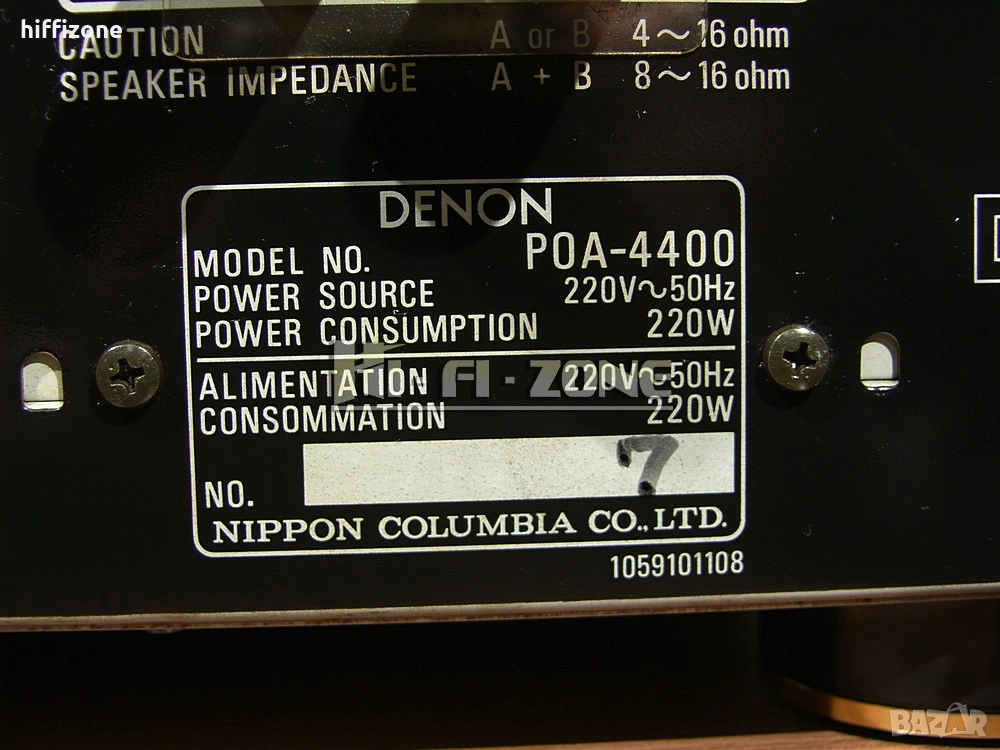 hiffizone
CAUTION A or B 4～16 ohm
SPEAKER IMPEDANCE A + B 8～16 ohm
DENON
MODEL NO. POA-4400
POWER SOURCE 220V～50Hz
POWER CONSUMPTION 220W
HI FI - ZONE
ALIMENTATION 220V～50Hz
CONSOMMATION 220W
NO. 7
NIPPON COLUMBIA CO., LTD.
1059101108
BAZAR